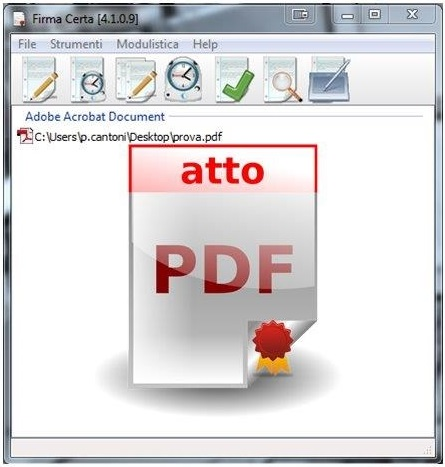 Firma Certa [4.1.0.9]
File Strumenti Modulistica Help
Adobe Acrobat Document
C:\Users\p.cantoni\Desktop\prova.pdf
atto
PDF